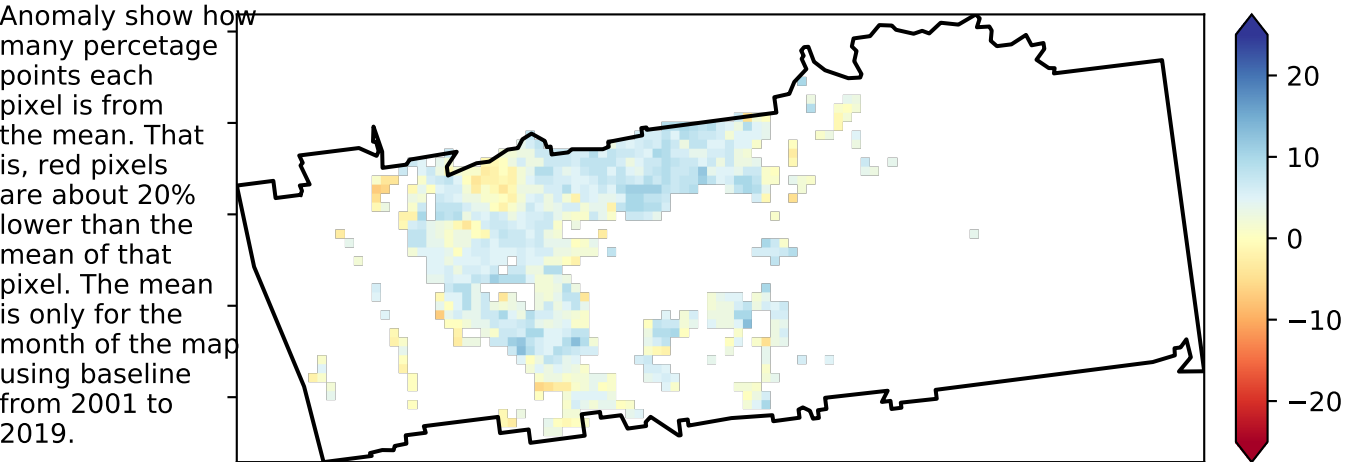 Anomaly show how
many percetage
points each
pixel is from
the mean. That
is, red pixels
are about 20%
lower than the
mean of that
pixel. The mean
is only for the
month of the map
using baseline
from 2001 to
2019.
20
10
0
−10
−20